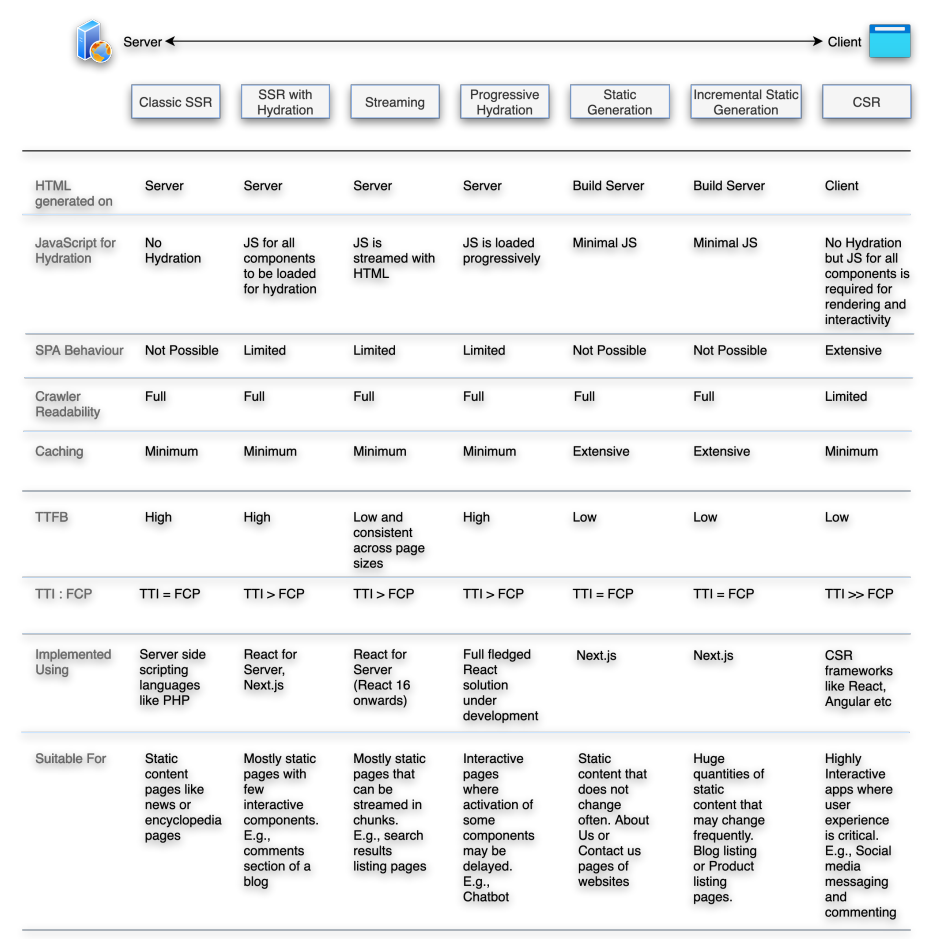 Server
Client
Classic SSR
SSR with
Hydration
Streaming
Progressive
Hydration
Static
Generation
Incremental Static
Generation
CSR
HTML
generated on
Server
Server
Server
Server
Build Server
Build Server
Client
JavaScript for
Hydration
No
Hydration
JS for all
components
to be loaded
for hydration
JS is
streamed with
HTML
JS is loaded
progressively
Minimal JS
Minimal JS
No Hydration
but JS for all
components is
required for
rendering and
interactivity
SPA Behaviour
Not Possible
Limited
Limited
Limited
Not Possible
Not Possible
Extensive
Crawler
Readability
Full
Full
Full
Full
Full
Full
Limited
Caching
Minimum
Minimum
Minimum
Minimum
Extensive
Extensive
Minimum
TTFB
High
High
Low and
consistent
across page
sizes
High
Low
Low
Low
TTI : FCP
TTI = FCP
TTI > FCP
TTI > FCP
TTI > FCP
TTI = FCP
TTI = FCP
TTI >> FCP
Implemented
Using
Server side
scripting
languages
like PHP
React for
Server,
Next.js
React for
Server
(React 16
onwards)
Full fledged
React
solution
under
development
Next.js
Next.js
CSR
frameworks
like React,
Angular etc
Suitable For
Static
content
pages like
news or
encyclopedia
pages
Mostly static
pages with
few
interactive
components.
E.g.,
comments
section of a
blog
Mostly static
pages that
can be
streamed in
chunks.
E.g., search
results
listing pages
Interactive
pages
where
activation of
some
components
may be
delayed.
E.g.,
Chatbot
Static
content that
does not
change
often. About
Us or
Contact us
pages of
websites
Huge
quantities of
static
content that
may change
frequently.
Blog listing
or Product
listing
pages.
Highly
Interactive
apps where
user
experience
is critical.
E.g., Social
media
messaging
and
commenting